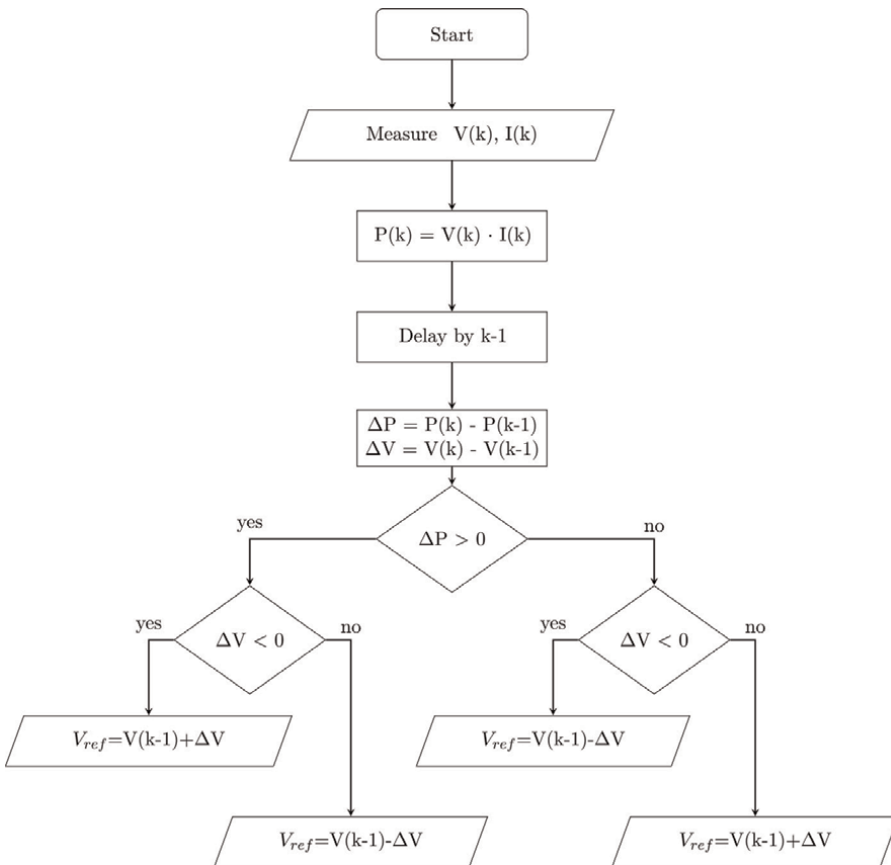 Start
Measure V(k), I(k)
P(k) = V(k) · I(k)
Delay by k-1
ΔP = P(k) - P(k-1)
ΔV = V(k) - V(k-1)
ΔP > 0
yes
no
ΔV < 0
yes
no
ΔV < 0
yes
no
V_ref=V(k-1)+ΔV
V_ref=V(k-1)-ΔV
V_ref=V(k-1)-ΔV
V_ref=V(k-1)+ΔV